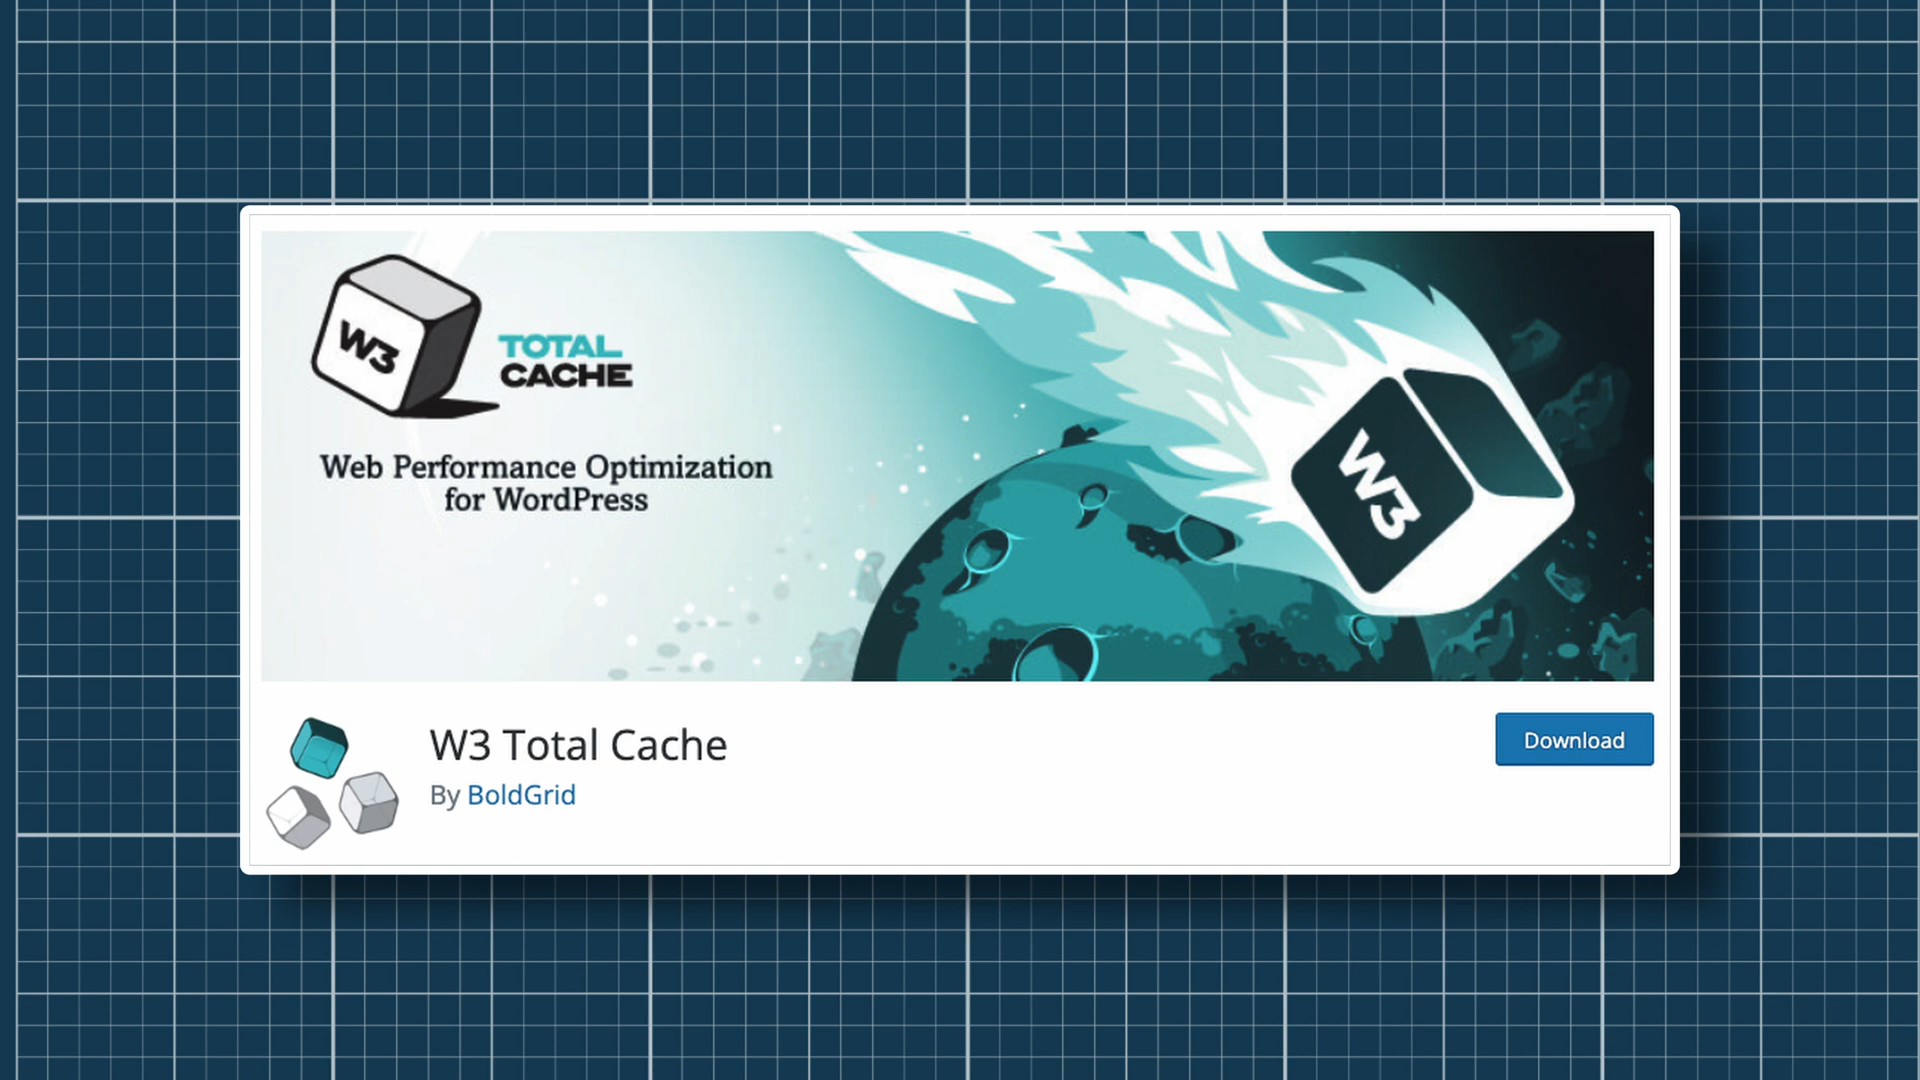 W3
TOTAL
CACHE
Web Performance Optimization
for WordPress
W3
W3 Total Cache
By BoldGrid
Download